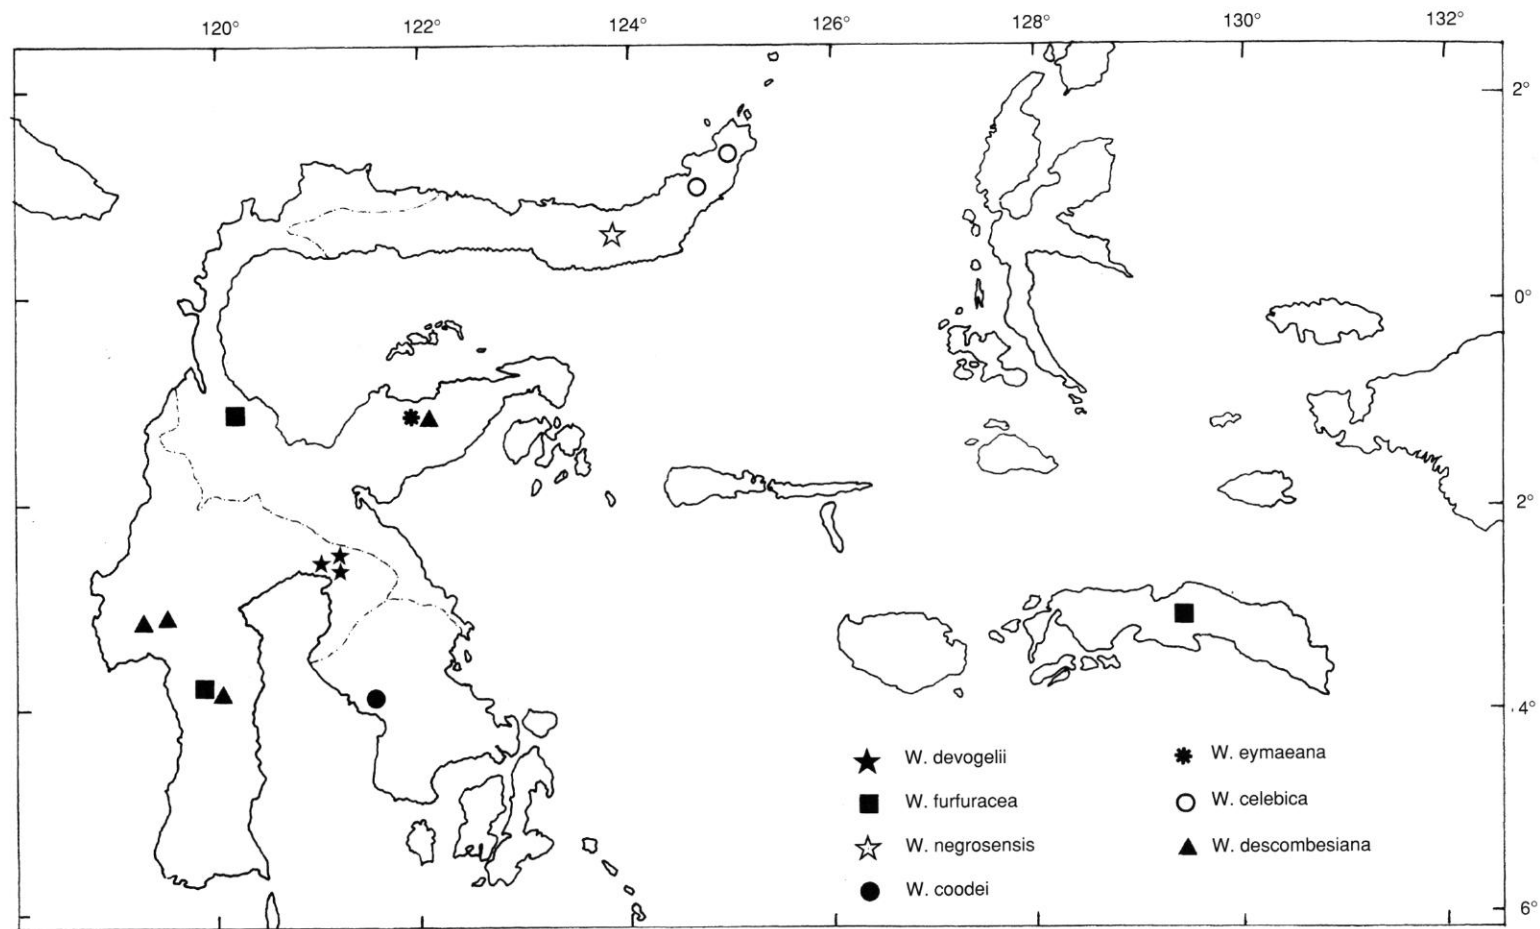 120° 122° 124° 126° 128° 130° 132°
2°
0°
2°
4°
6°
W. devogelii
W. furfuracea
W. negrosensis
W. coodei
W. eymaeana
W. celebica
W. descombesiana